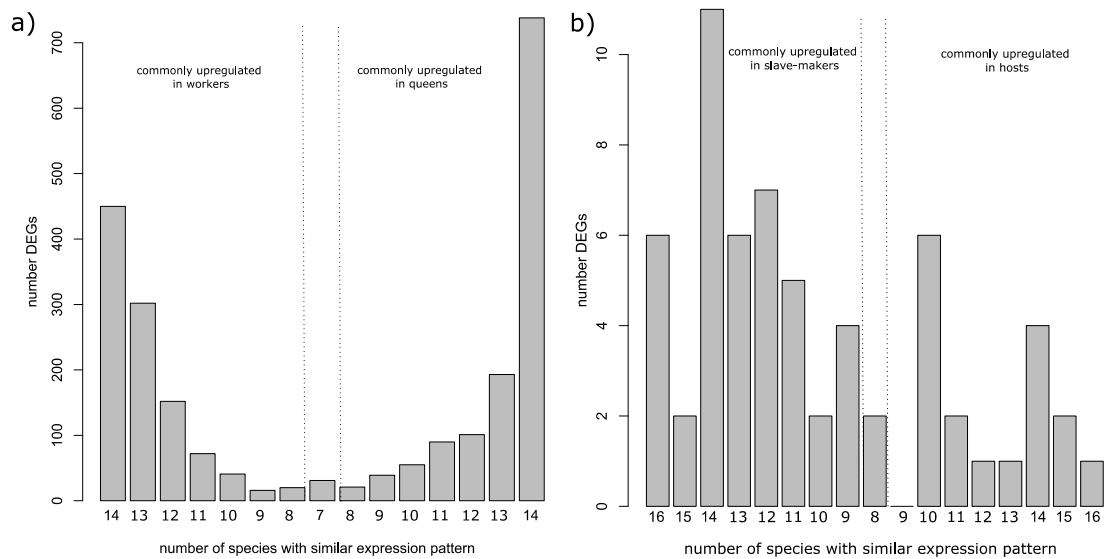 a)
commonly upregulated
in workers
commonly upregulated
in queens
number DEGs
0
100
200
300
400
500
600
700
14 13 12 11 10 9 8 7 8 9 10 11 12 13 14
number of species with similar expression pattern
b)
commonly upregulated
in slave-makers
commonly upregulated
in hosts
number DEGs
0
2
4
6
8
10
16 15 14 13 12 11 10 9 8 9 10 11 12 13 14 15 16
number of species with similar expression pattern